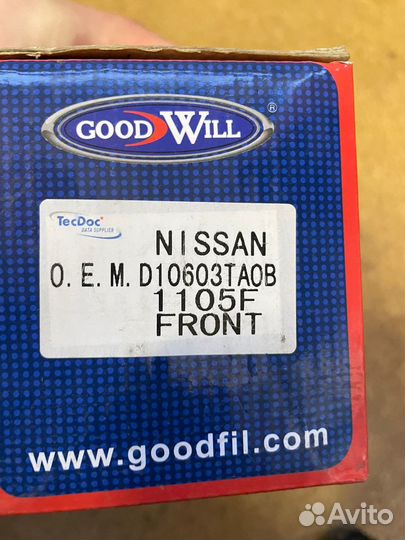 GOOD WILL
®
TecDoc
DATA SUPPLIER
NISSAN
O.E.M.D10603TA0B
1105F
FRONT
www.goodfil.com
Avito